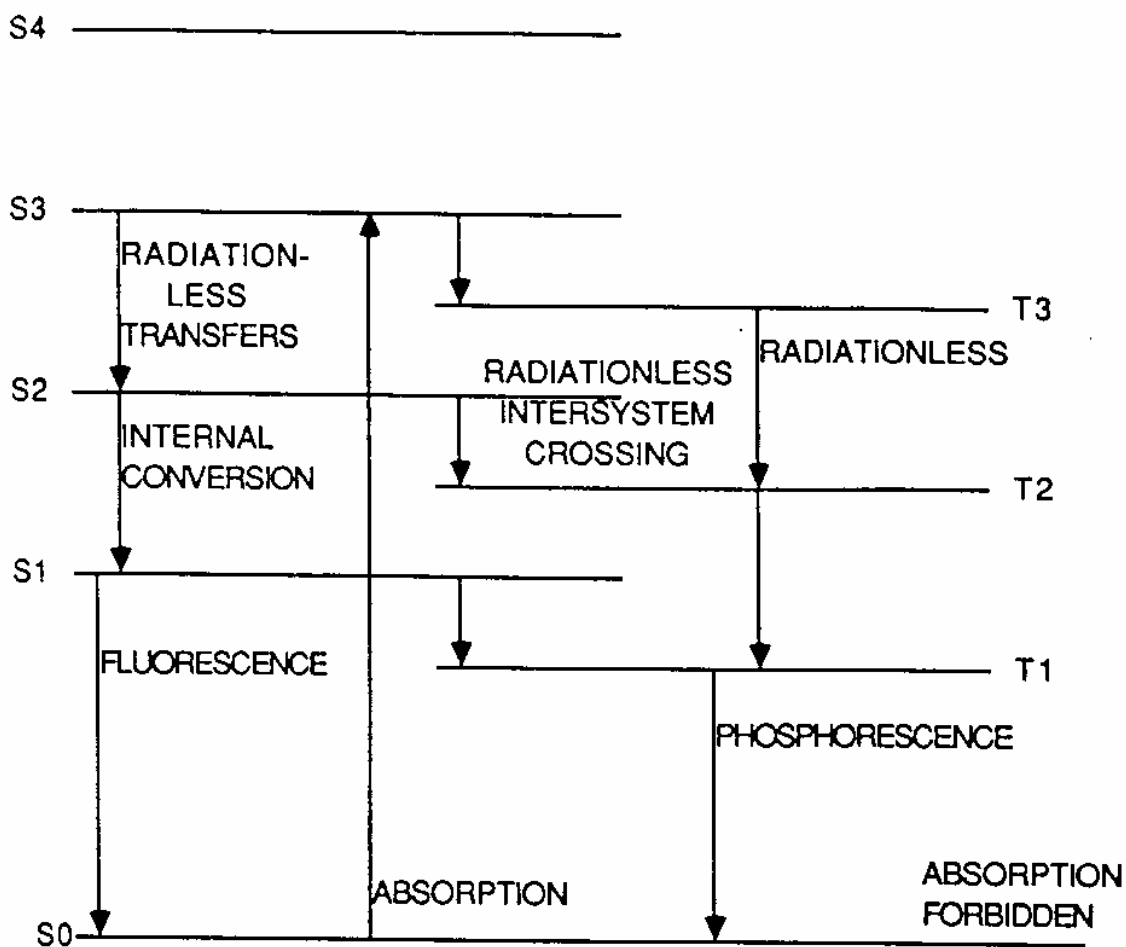 S4
S3
RADIATION-
LESS
TRANSFERS
T3
RADIATIONLESS
S2
RADIATIONLESS
INTERSYSTEM
CROSSING
INTERNAL
CONVERSION
T2
S1
FLUORESCENCE
T1
PHOSPHORESCENCE
ABSORPTION
ABSORPTION
FORBIDDEN
S0